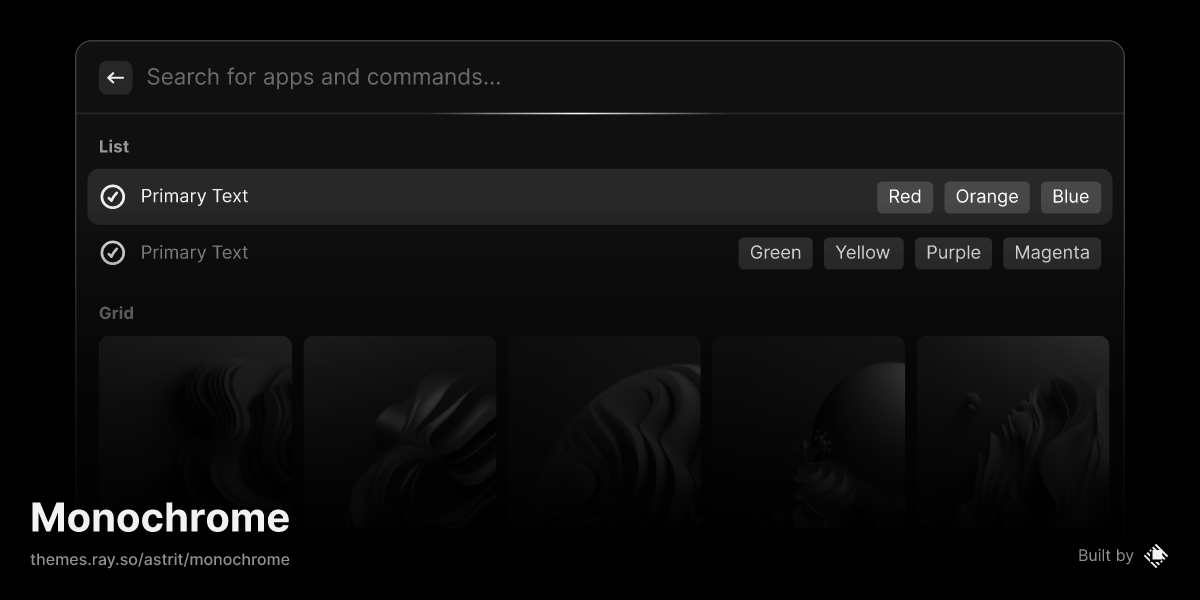 Search for apps and commands...
List
Primary Text Red Orange Blue
Primary Text Green Yellow Purple Magenta
Grid
Monochrome
themes.ray.so/astrit/monochrome
Built by